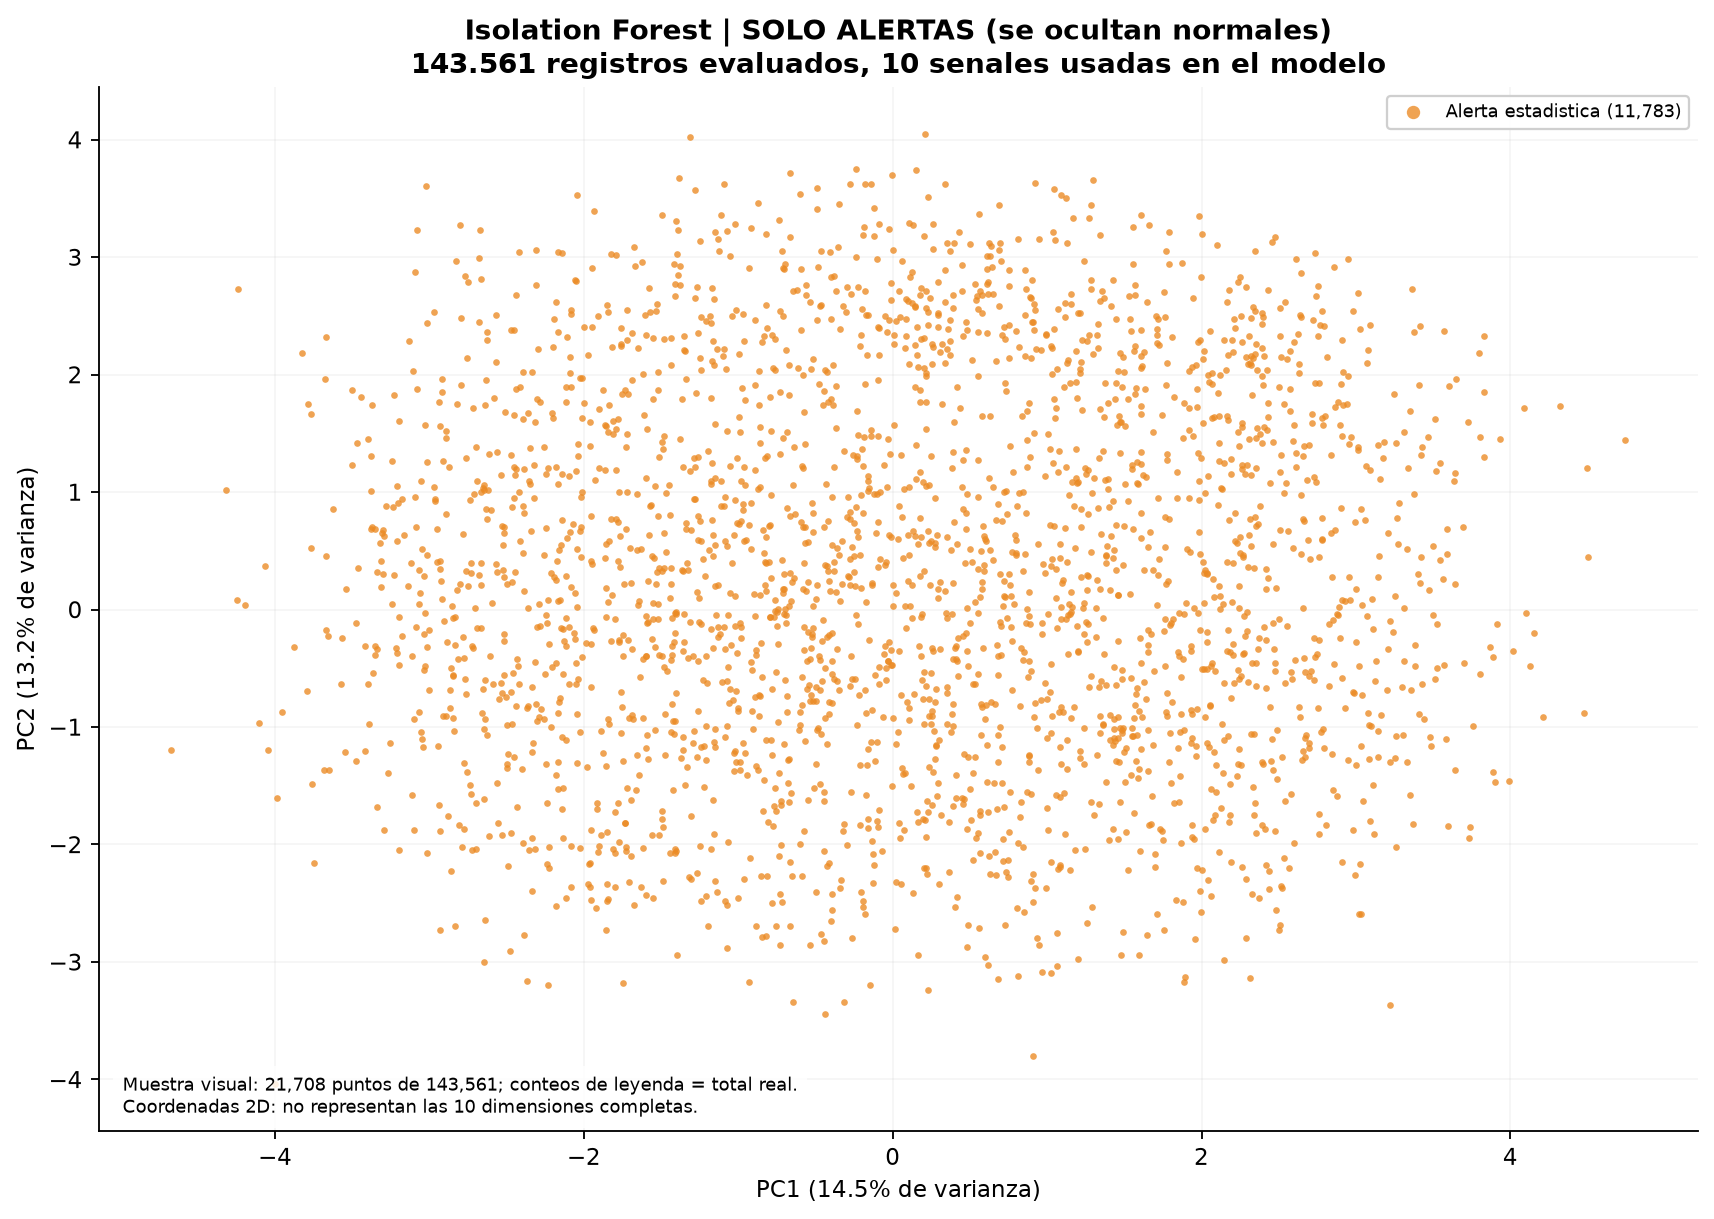 Isolation Forest | SOLO ALERTAS (se ocultan normales)
143.561 registros evaluados, 10 senales usadas en el modelo
Alerta estadistica (11,783)
4
3
2
1
0
−1
−2
−3
−4
PC2 (13.2% de varianza)
Muestra visual: 21,708 puntos de 143,561; conteos de leyenda = total real.
Coordenadas 2D: no representan las 10 dimensiones completas.
−4
−2
0
2
4
PC1 (14.5% de varianza)